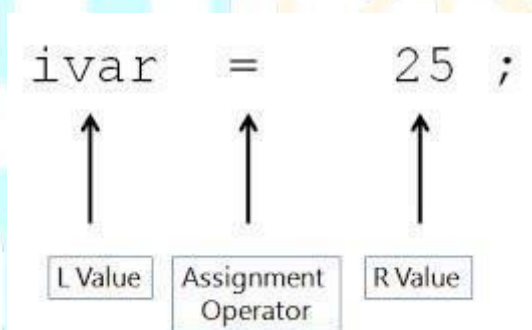 ivar = 25 ;
L Value Assignment Operator R Value